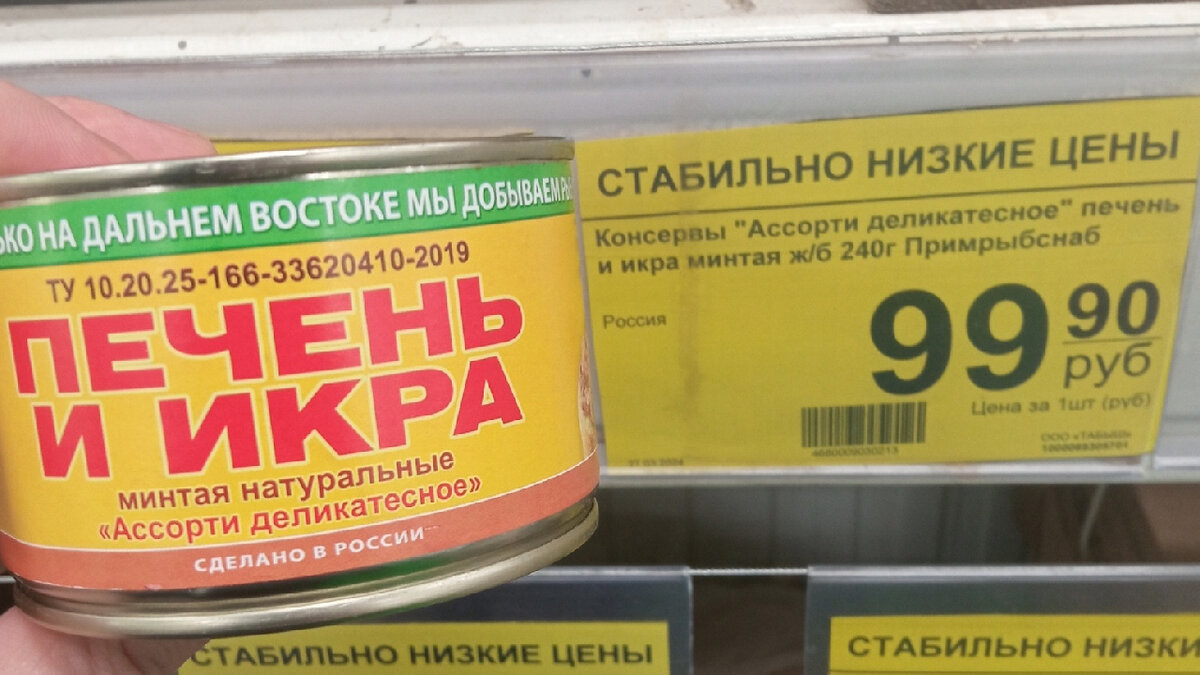 ЬКО НА ДАЛЬНЕМ ВОСТОКЕ МЫ ДОБЫВАЕМ
ТУ 10.20.25-166-33620410-2019
ПЕЧЕНЬ
И ИКРА
минтая натуральные
«Ассорти деликатесное»
СДЕЛАНО В РОССИИ
СТАБИЛЬНО НИЗКИЕ ЦЕНЫ
Консервы "Ассорти деликатесное" печень
и икра минтая ж/б 240г Примрыбснаб
Россия
99 90
руб
Цена за 1шт (руб)
4680009030213
СТАБИЛЬНО НИЗКИЕ ЦЕНЫ
СТАБИЛЬНО НИЗКИ